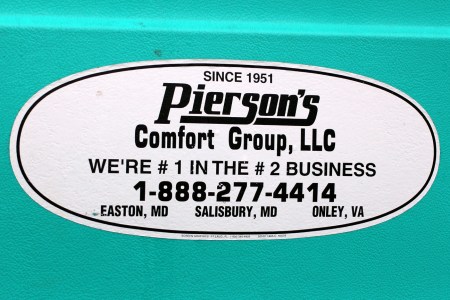 SINCE 1951
Pierson's
Comfort Group, LLC
WE'RE # 1 IN THE # 2 BUSINESS
1-888-277-4414
EASTON, MD SALISBURY, MD ONLEY, VA